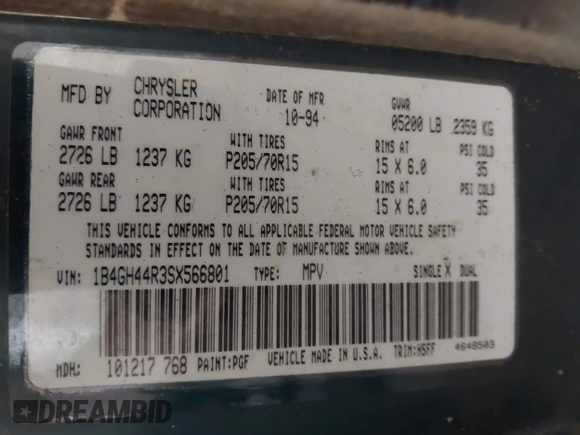 MFD BY CHRYSLER CORPORATION DATE OF MFR 10-94 GVWR 05200 LB 2359 KG
GAWR FRONT WITH TIRES RIMS AT PSI COLD
2726 LB 1237 KG P205/70R15 15 X 6.0 35
GAWR REAR WITH TIRES RIMS AT PSI COLD
2726 LB 1237 KG P205/70R15 15 X 6.0 35
THIS VEHICLE CONFORMS TO ALL APPLICABLE FEDERAL MOTOR VEHICLE SAFETY
STANDARDS IN EFFECT ON THE DATE OF MANUFACTURE SHOWN ABOVE.
VIN: 1B4GH44R3SX566801 TYPE: MPV SINGLE X DUAL
MDH: 101217 768 PAINT:PGF VEHICLE MADE IN U.S.A. TRIM:HSFF 4648503
DREAMBID